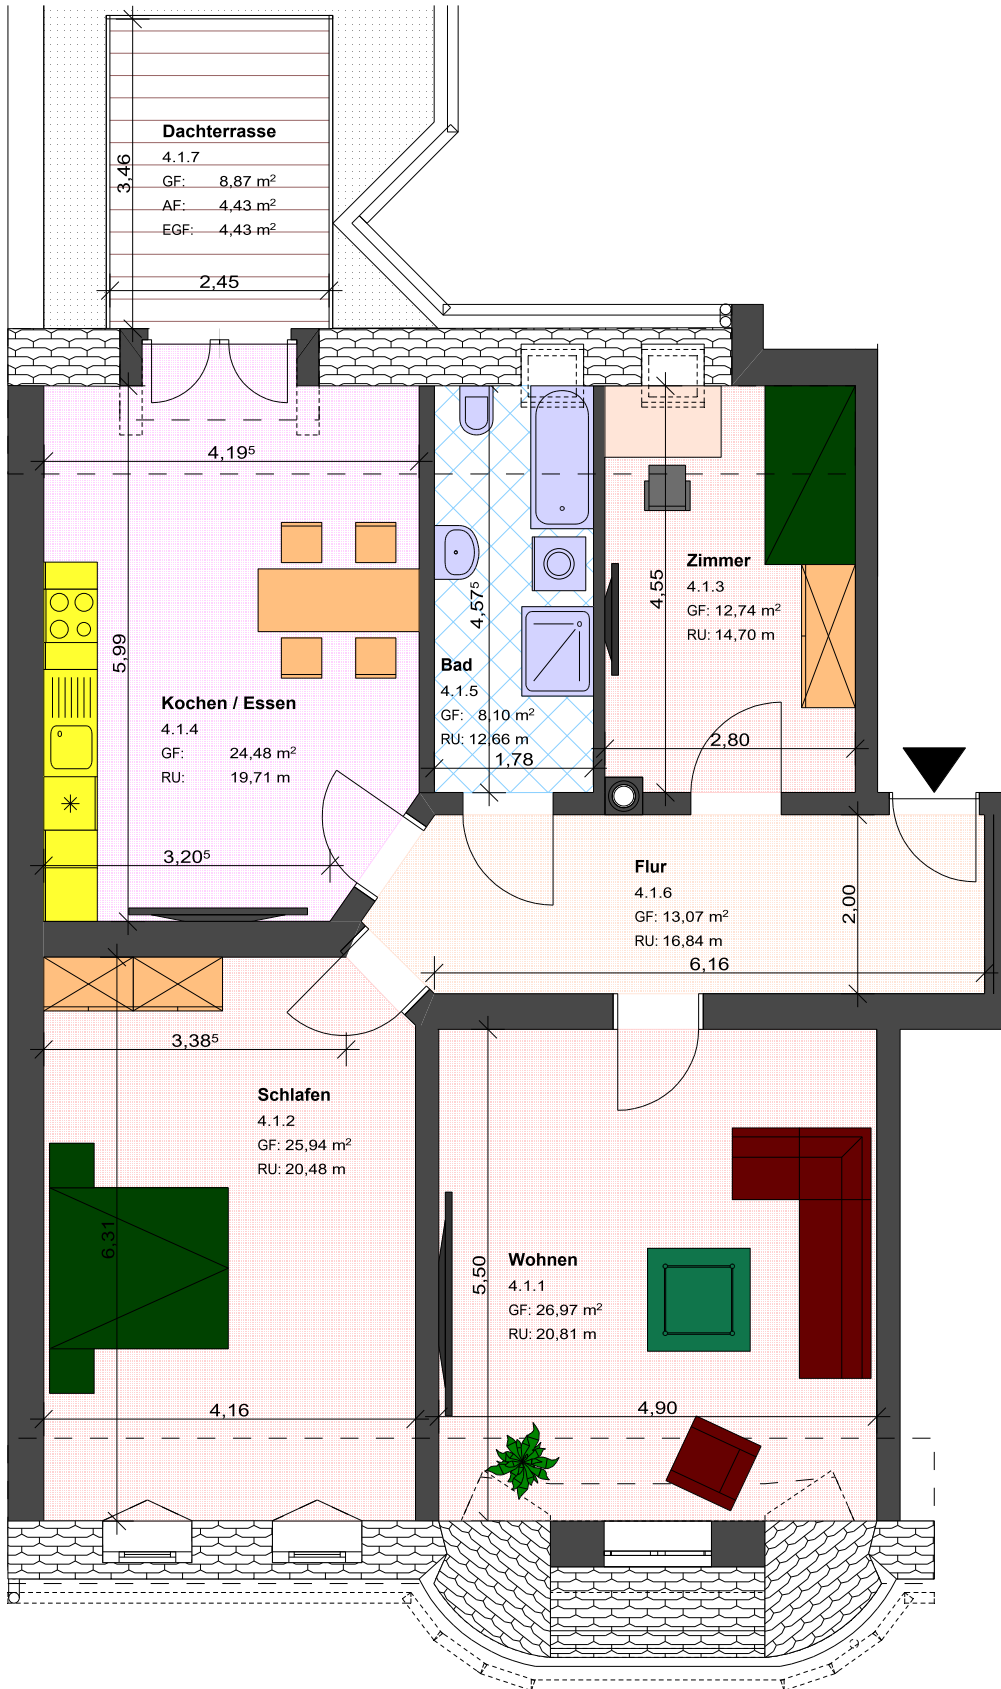 Dachterrasse
4.1.7
GF: 8,87 m²
AF: 4,43 m²
EGF: 4,43 m²
3,46
2,45
4,19⁵
5,99
Kochen / Essen
4.1.4
GF: 24,48 m²
RU: 19,71 m
3,20⁵
4,57⁵
Bad
4.1.5
GF: 8,10 m²
RU: 12,66 m
1,78
4,55
Zimmer
4.1.3
GF: 12,74 m²
RU: 14,70 m
2,80
Flur
4.1.6
GF: 13,07 m²
RU: 16,84 m
2,00
6,16
3,38⁵
Schlafen
4.1.2
GF: 25,94 m²
RU: 20,48 m
6,31
4,16
5,50
Wohnen
4.1.1
GF: 26,97 m²
RU: 20,81 m
4,90